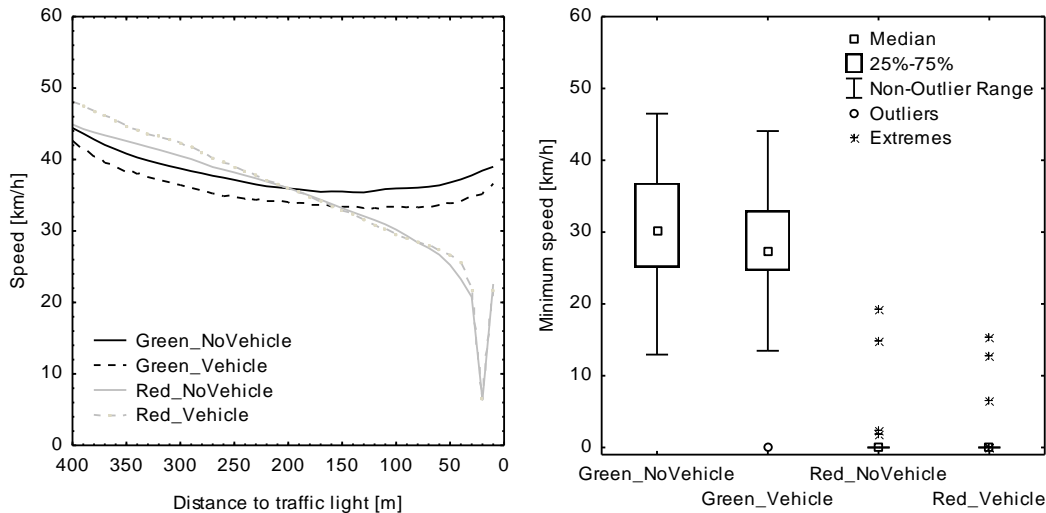 60
50
40
30
20
10
0
Speed [km/h]
Green_NoVehicle
Green_Vehicle
Red_NoVehicle
Red_Vehicle
400 350 300 250 200 150 100 50 0
Distance to traffic light [m]
60
50
40
30
20
10
0
Minimum speed [km/h]
Median
25%-75%
Non-Outlier Range
Outliers
Extremes
Green_NoVehicle Red_NoVehicle
Green_Vehicle Red_Vehicle